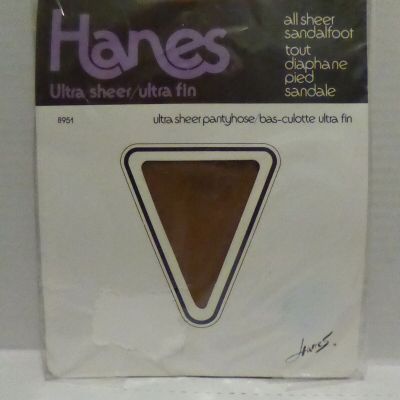 Hanes
Ultra sheer/ultra fin
all sheer
sandalfoot
tout
diaphane
pied
sandale
8951
ultra sheer pantyhose/bas-culotte ultra fin
Hanes